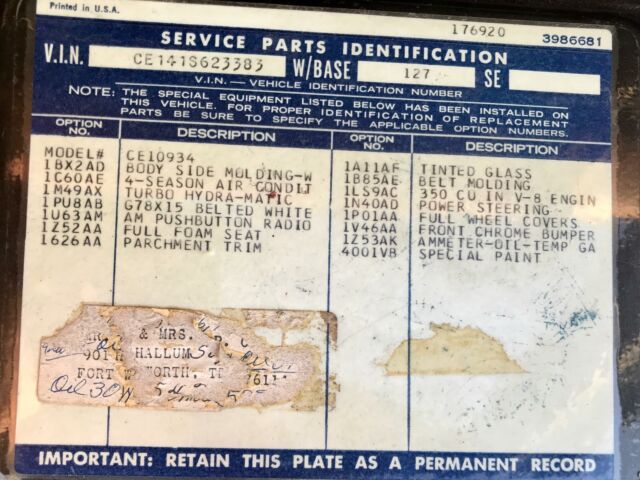 Printed in U.S.A.
176920 3986681
SERVICE PARTS IDENTIFICATION
V.I.N. CE141S623383 W/BASE 127 SE
V.I.N. — VEHICLE IDENTIFICATION NUMBER
NOTE: THE SPECIAL EQUIPMENT LISTED BELOW HAS BEEN INSTALLED ON
THIS VEHICLE. FOR PROPER IDENTIFICATION OF REPLACEMENT
PARTS BE SURE TO SPECIFY THE APPLICABLE OPTION NUMBERS.
OPTION NO. DESCRIPTION OPTION NO. DESCRIPTION
MODEL# CE10934
1BX2AD BODY SIDE MOLDING-W 1A11AF TINTED GLASS
1C60AE 4-SEASON AIR CONDIT 1B85AE BELT MOLDING
1M49AX TURBO HYDRA-MATIC 1LS9AC 350 CU IN V-8 ENGIN
1PU8AB G78X15 BELTED WHITE 1N40AD POWER STEERING
1U63AM AM PUSHBUTTON RADIO 1P01AA FULL WHEEL COVERS
1Z52AA FULL FOAM SEAT 1V46AA FRONT CHROME BUMPER
1626AA PARCHMENT TRIM 1Z53AK AMMETER-OIL-TEMP GA
4001VB SPECIAL PAINT
& MRS.
HALLUM
FORT WORTH, 7611
Oil 30W
IMPORTANT: RETAIN THIS PLATE AS A PERMANENT RECORD